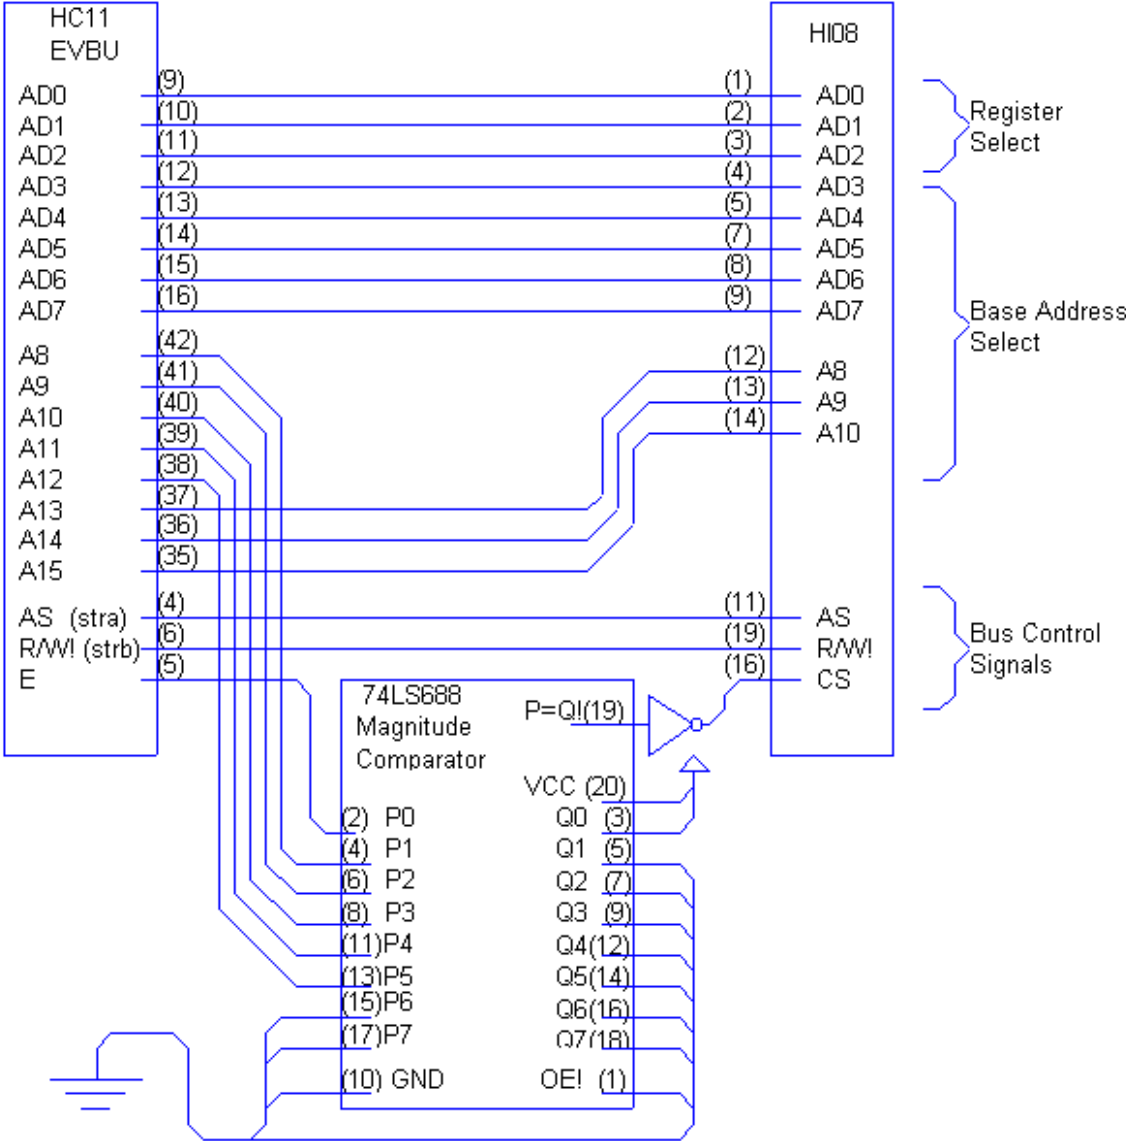 HC11
EVBU
HI08
AD0 (9) (1) AD0
AD1 (10) (2) AD1
AD2 (11) (3) AD2
AD3 (12) (4) AD3
AD4 (13) (5) AD4
AD5 (14) (7) AD5
AD6 (15) (8) AD6
AD7 (16) (9) AD7
Register
Select
Base Address
Select
A8 (42)
A9 (41)
A10 (40)
A11 (39)
A12 (38)
A13 (37)
A14 (36)
A15 (35)
(12) A8
(13) A9
(14) A10
AS (stra) (4) (11) AS
R/W! (strb) (6) (19) R/W!
E (5) (16) CS
Bus Control
Signals
74LS688
Magnitude
Comparator
P=Q!(19)
VCC (20)
(2) P0 Q0 (3)
(4) P1 Q1 (5)
(6) P2 Q2 (7)
(8) P3 Q3 (9)
(11)P4 Q4(12)
(13)P5 Q5(14)
(15)P6 Q6(16)
(17)P7 Q7(18)
(10) GND OE! (1)